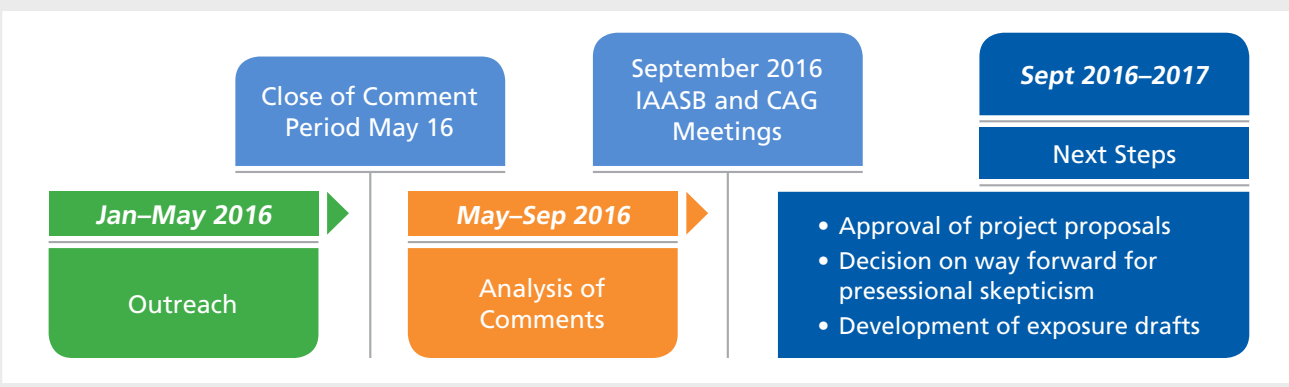 Close of Comment
Period May 16
September 2016
IAASB and CAG
Meetings
Sept 2016–2017
Next Steps
Jan–May 2016
Outreach
May–Sep 2016
Analysis of
Comments
• Approval of project proposals
• Decision on way forward for
presessional skepticism
• Development of exposure drafts